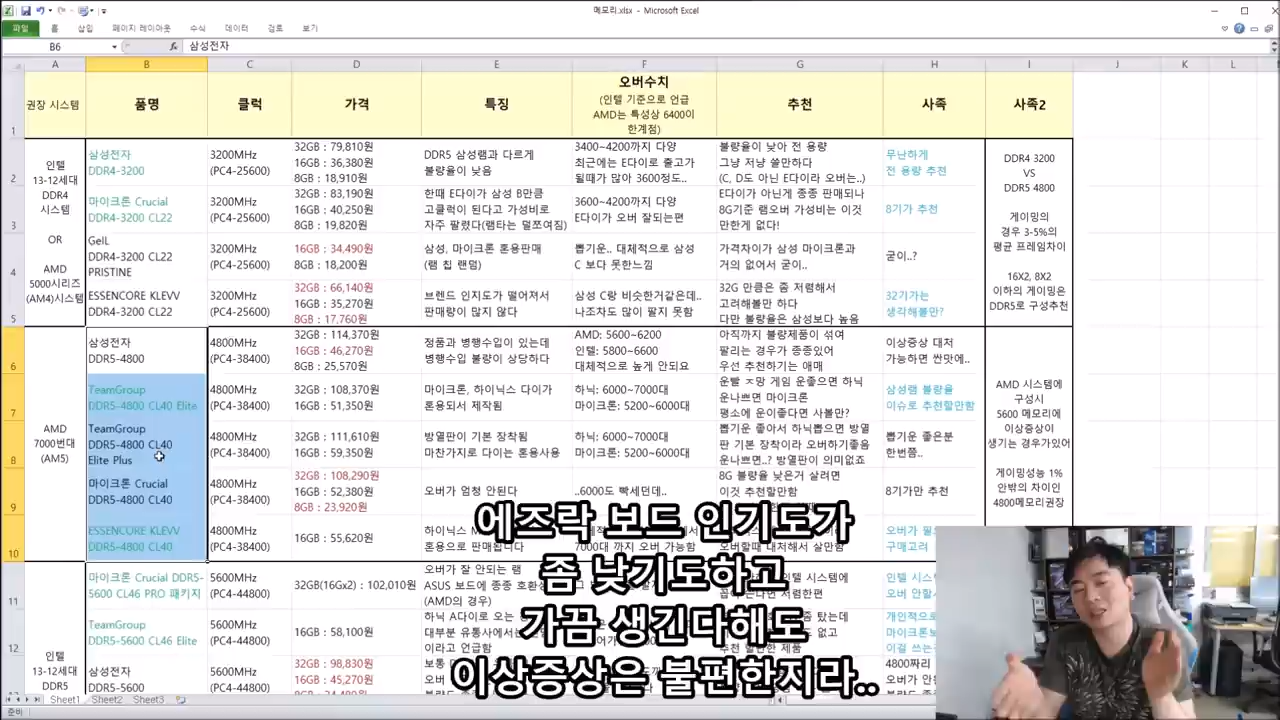 메모리.xlsx - Microsoft Excel
파일 홈 삽입 페이지 레이아웃 수식 데이터 검토 보기
B6 fx 삼성전자
A B C D E F G H I J K L
1
권장 시스템
품명
클럭
가격
특징
오버수치
(인텔 기준으로 언급
AMD는 특성상 6400이
한계점)
추천
사족
사족2
인텔
13-12세대
DDR4
시스템
OR
AMD
5000시리즈
(AM4)시스템
2
삼성전자
DDR4-3200
3200MHz
(PC4-25600)
32GB : 79,810원
16GB : 36,380원
8GB : 18,910원
DDR5 삼성램과 다르게
불량율이 낮음
3400~4200까지 다양
최근에는 E다이로 줄고가
될때가 많아 3600정도..
불량율이 낮아 전 용량
그냥 저냥 쓸만하다
(C, D도 아닌 E다이라 오버는..)
무난하게
전 용량 추젼
3
마이크론 Crucial
DDR4-3200 CL22
3200MHz
(PC4-25600)
32GB : 83,190원
16GB : 40,250원
8GB : 19,820원
한때 E다이가 삼성 B만큼
고클럭이 된다고 가성비로
자주 팔렸다(램타는 덜쪼여짐)
3600~4200까지 다양
E다이가 오버 잘되는편
E다이가 아닌게 종종 판매되나
8G기준 램오버 가성비는 이것
만한게 없다!
8기가 추천
4
GeIL
DDR4-3200 CL22
PRISTINE
3200MHz
(PC4-25600)
16GB : 34,490원
8GB : 18,200원
삼성, 마이크론 혼용판매
(램 칩 랜덤)
뽑기운.. 대체적으로 삼성
C 보다 못한느낌
가격차이가 삼성 마이크론과
거의 없어서 굳이..
굳이..?
5
ESSENCORE KLEVV
DDR4-3200 CL22
3200MHz
(PC4-25600)
32GB : 66,140원
16GB : 35,270원
8GB : 17,760원
브렌드 인지도가 떨어져서
판매량이 많지 않다
삼성 C랑 비슷한거같은데..
나조차도 많이 팔지 못함
32G 만큼은 좀 저렴해서
고려해볼만 하다
다만 불량율은 삼성보다 높음
32기가는
생각해볼만?
DDR4 3200
VS
DDR5 4800
게이밍의
경우 3-5%의
평균 프레임차이
16X2, 8X2
이하의 게이밍은
DDR5로 구성추천
AMD
7000번대
(AM5)
6
삼성전자
DDR5-4800
4800MHz
(PC4-38400)
32GB : 114,370원
16GB : 46,270원
8GB : 25,570원
정품과 병행수입이 있는데
병행수입 불량이 상당하다
AMD: 5600~6200
인텔: 5800~6600
대체적으로 높게 안되요
아직까지 불량제품이 섞여
팔리는 경우가 종종있어
우선 추천하기는 애매
이상증상 대처
가능하면 싼맛에..
7
TeamGroup
DDR5-4800 CL40 Elite
4800MHz
(PC4-38400)
32GB : 108,370원
16GB : 51,350원
마이크론, 하이닉스 다이가
혼용되서 제작됨
하닉: 6000~7000대
마이크론: 5200~6000대
운빨 ㅈ망 게임 운좋으면 하닉
운나쁘면 마이크론
평소에 운이좋다면 사볼만?
삼성램 불량율
이슈로 추천할만함
8
TeamGroup
DDR5-4800 CL40
Elite Plus
4800MHz
(PC4-38400)
32GB : 111,610원
16GB : 59,350원
방열판이 기본 장착됨
마찬가지로 다이는 혼용사용
하닉: 6000~7000대
마이크론: 5200~6000대
뽑기운 좋아서 하닉뽑으면 방열
판 기본 장착이라 오버하기좋음
운나쁘면..? 방열판이 의미없죠
뽑기운 좋은분
한번쯤..
9
마이크론 Crucial
DDR5-4800 CL40
4800MHz
(PC4-38400)
32GB : 108,290원
16GB : 52,380원
8GB : 23,920원
오버가 엄청 안된다
..6000도 빡세던데..
8G 불량율 낮은거 살려면
이것 추천할만함
8기가만 추천
10
ESSENCORE KLEVV
DDR5-4800 CL40
4800MHz
(PC4-38400)
16GB : 55,620원
하이닉스
용으로 판매됩니다
7000대 까지 오버 가능함
오버할때 대처해서 살만함
오버가 필
구매고려
AMD 시스템에
구성시
5600 메모리에
이상증상이
생기는 경우가있어
게이밍성능 1%
안밖의 차이인
4800메모리권장
인텔
13-12세대
DDR5
11
마이크론 Crucial DDR5-
5600 CL46 PRO 패키지
5600MHz
(PC4-44800)
32GB(16Gx2) : 102,010원
오버가 잘 안되는 램
ASUS 보드에 종종 호환성
(AMD의 경우)
인텔 시스템에
저렴한편
인텔 시스
오버 안할
12
TeamGroup
DDR5-5600 CL46 Elite
5600MHz
(PC4-44800)
16GB : 58,100원
하닉 A다이로 오는
대부분 유통사에서는
이라고 언급함
추천 할만한 제품
개인적으로
마이크론보
이걸 쓰는
삼성전자
DDR5-5600
5600MHz
(PC4-44800)
32GB : 98,830원
16GB : 45,270원
4800짜리
에즈락 보드 인기도가
좀 낮기도하고
가끔 생긴다해도
이상증상은 불편한지라..
Sheet1 Sheet2 Sheet3
준비